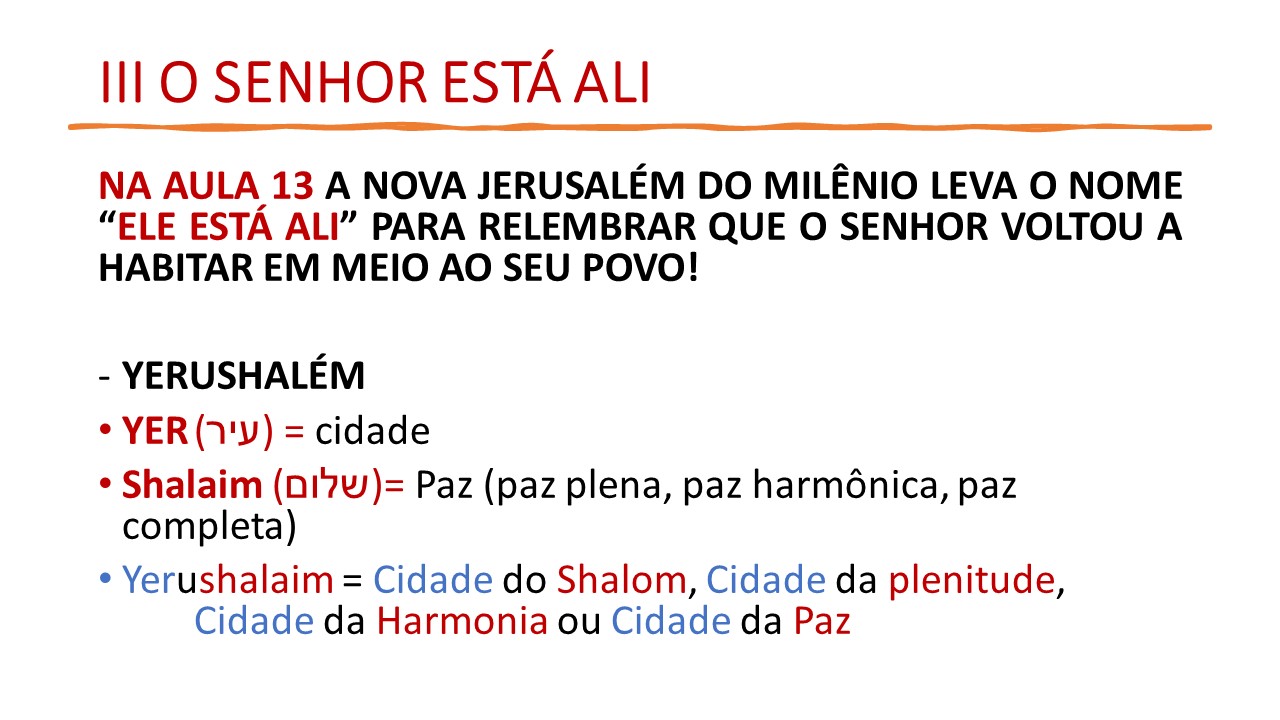 III O SENHOR ESTÁ ALI
NA AULA 13 A NOVA JERUSALÉM DO MILÊNIO LEVA O NOME
“ELE ESTÁ ALI” PARA RELEMBRAR QUE O SENHOR VOLTOU A
HABITAR EM MEIO AO SEU POVO!
- YERUSHALÉM
• YER (עיר) = cidade
• Shalaim (שלום)= Paz (paz plena, paz harmônica, paz
completa)
• Yerushalaim = Cidade do Shalom, Cidade da plenitude,
Cidade da Harmonia ou Cidade da Paz